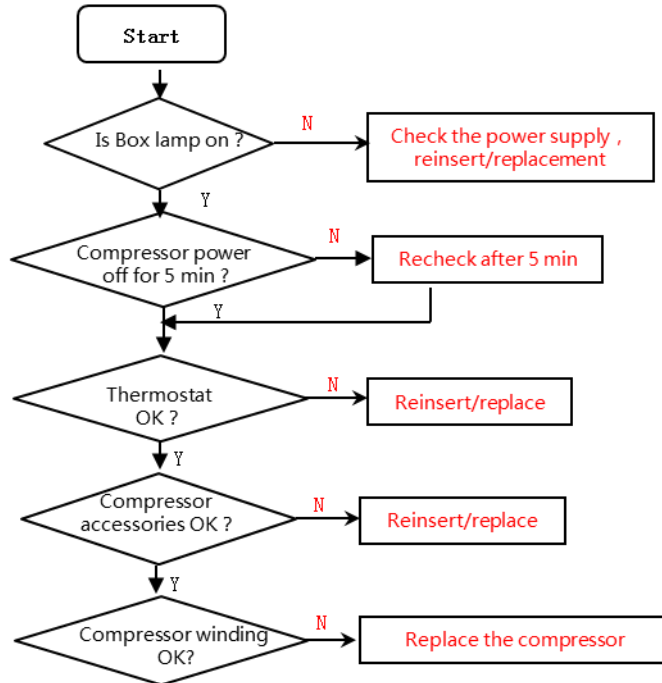 Start
Is Box lamp on ?
N
Check the power supply ,
reinsert/replacement
Y
Compressor power
off for 5 min ?
N
Recheck after 5 min
Y
Thermostat
OK ?
N
Reinsert/replace
Y
Compressor
accessories OK ?
N
Reinsert/replace
Y
Compressor winding
OK?
N
Replace the compressor